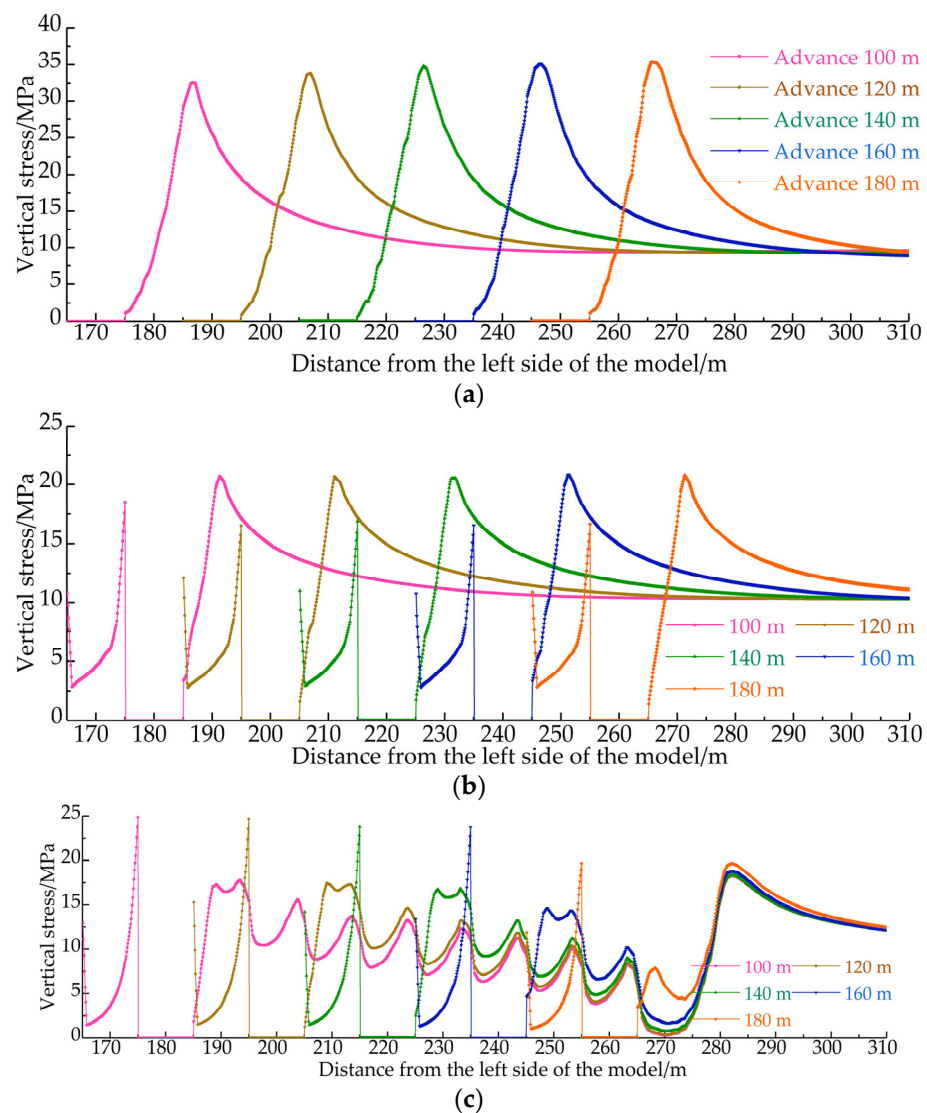 40
35
30
25
20
15
10
5
0
Vertical stress/MPa
Advance 100 m
Advance 120 m
Advance 140 m
Advance 160 m
Advance 180 m
170 180 190 200 210 220 230 240 250 260 270 280 290 300 310
Distance from the left side of the model/m
(a)
25
20
15
10
5
0
Vertical stress/MPa
100 m 120 m
140 m 160 m
180 m
170 180 190 200 210 220 230 240 250 260 270 280 290 300 310
Distance from the left side of the model/m
(b)
25
20
15
10
5
0
Vertical stress/MPa
100 m 120 m
140 m 160 m
180 m
170 180 190 200 210 220 230 240 250 260 270 280 290 300 310
Distance from the left side of the model/m
(c)